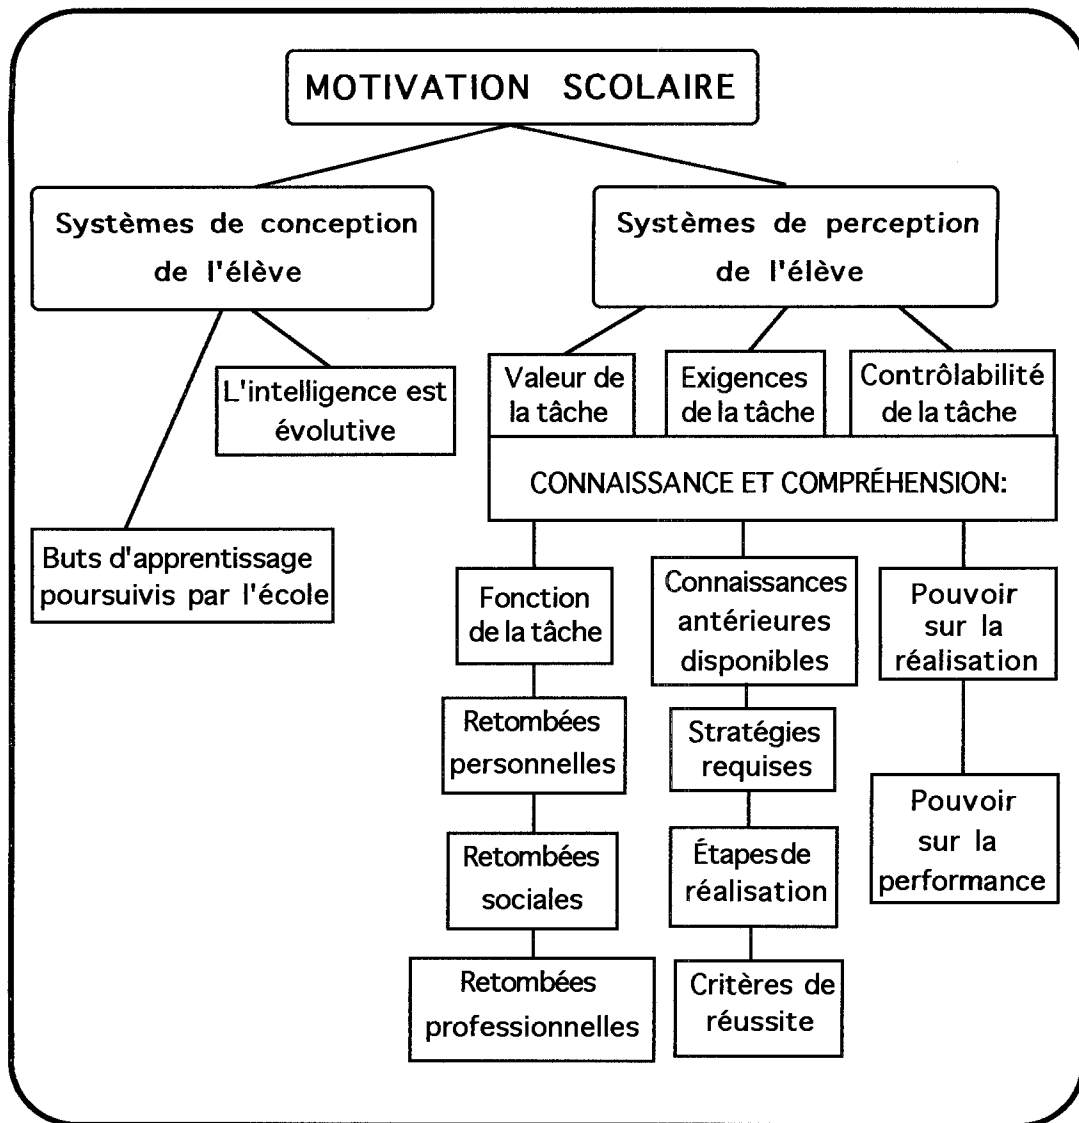 MOTIVATION SCOLAIRE
Systèmes de conception
de l'élève
Systèmes de perception
de l'élève
L'intelligence est
évolutive
Buts d'apprentissage
poursuivis par l'école
Valeur de
la tâche
Exigences
de la tâche
Contrôlabilité
de la tâche
CONNAISSANCE ET COMPRÉHENSION:
Fonction
de la tâche
Retombées
personnelles
Retombées
sociales
Retombées
professionnelles
Connaissances
antérieures
disponibles
Stratégies
requises
Étapes de
réalisation
Critères de
réussite
Pouvoir
sur la
réalisation
Pouvoir
sur la
performance